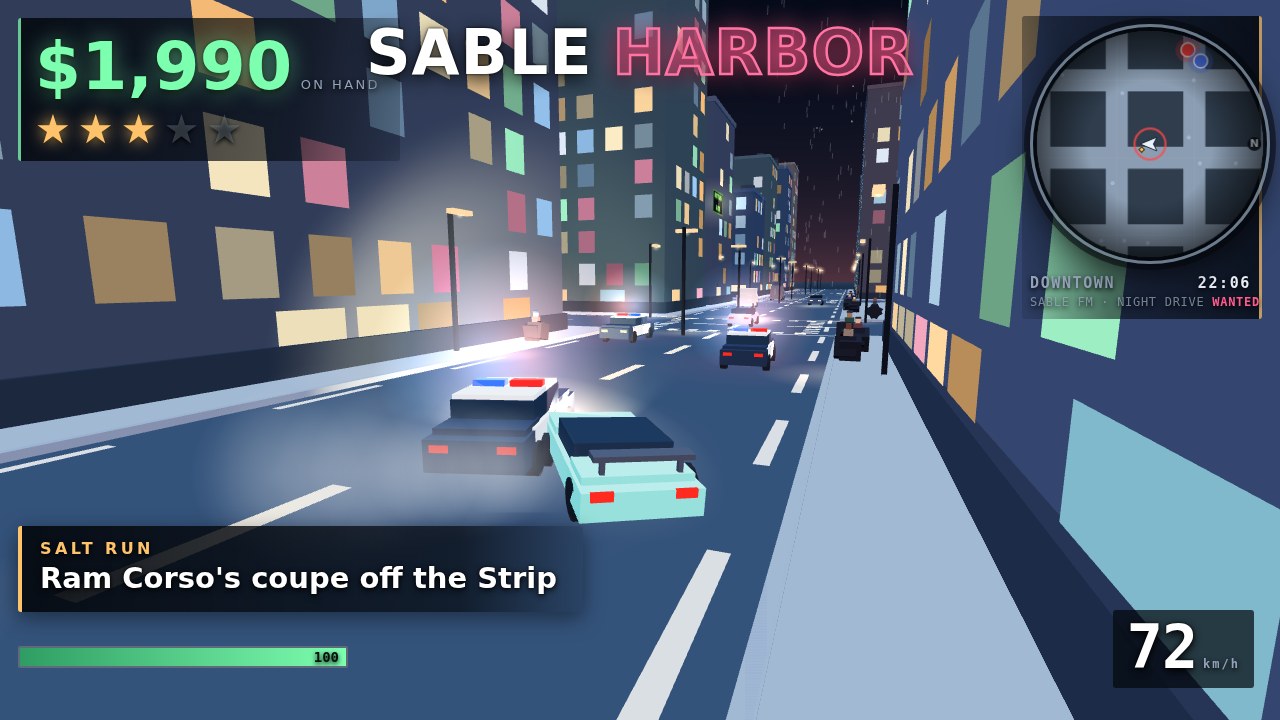 $1,990 ON HAND
SABLE HARBOR
N
DOWNTOWN 22:06
SABLE FM · NIGHT DRIVE WANTED
SALT RUN
Ram Corso's coupe off the Strip
100
72 km/h